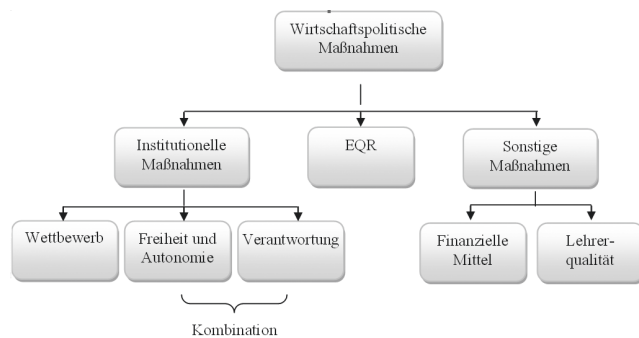 Wirtschaftspolitische
Maßnahmen
Institutionelle
Maßnahmen
EQR
Sonstige
Maßnahmen
Wettbewerb
Freiheit und
Autonomie
Verantwortung
Finanzielle
Mittel
Lehrer-
qualität
Kombination